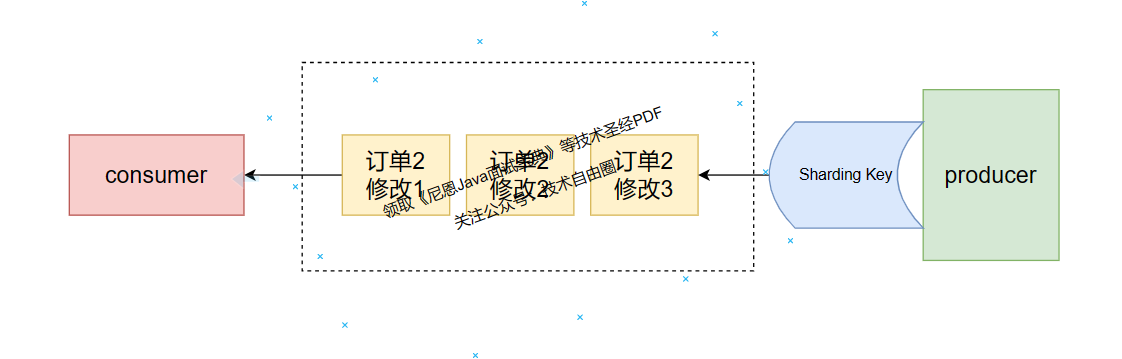 consumer
订单2
修改1
订单2
修改2
订单2
修改3
Sharding Key
producer
领取《尼恩Java面试宝典》等技术圣经PDF
关注公众号：技术自由圈